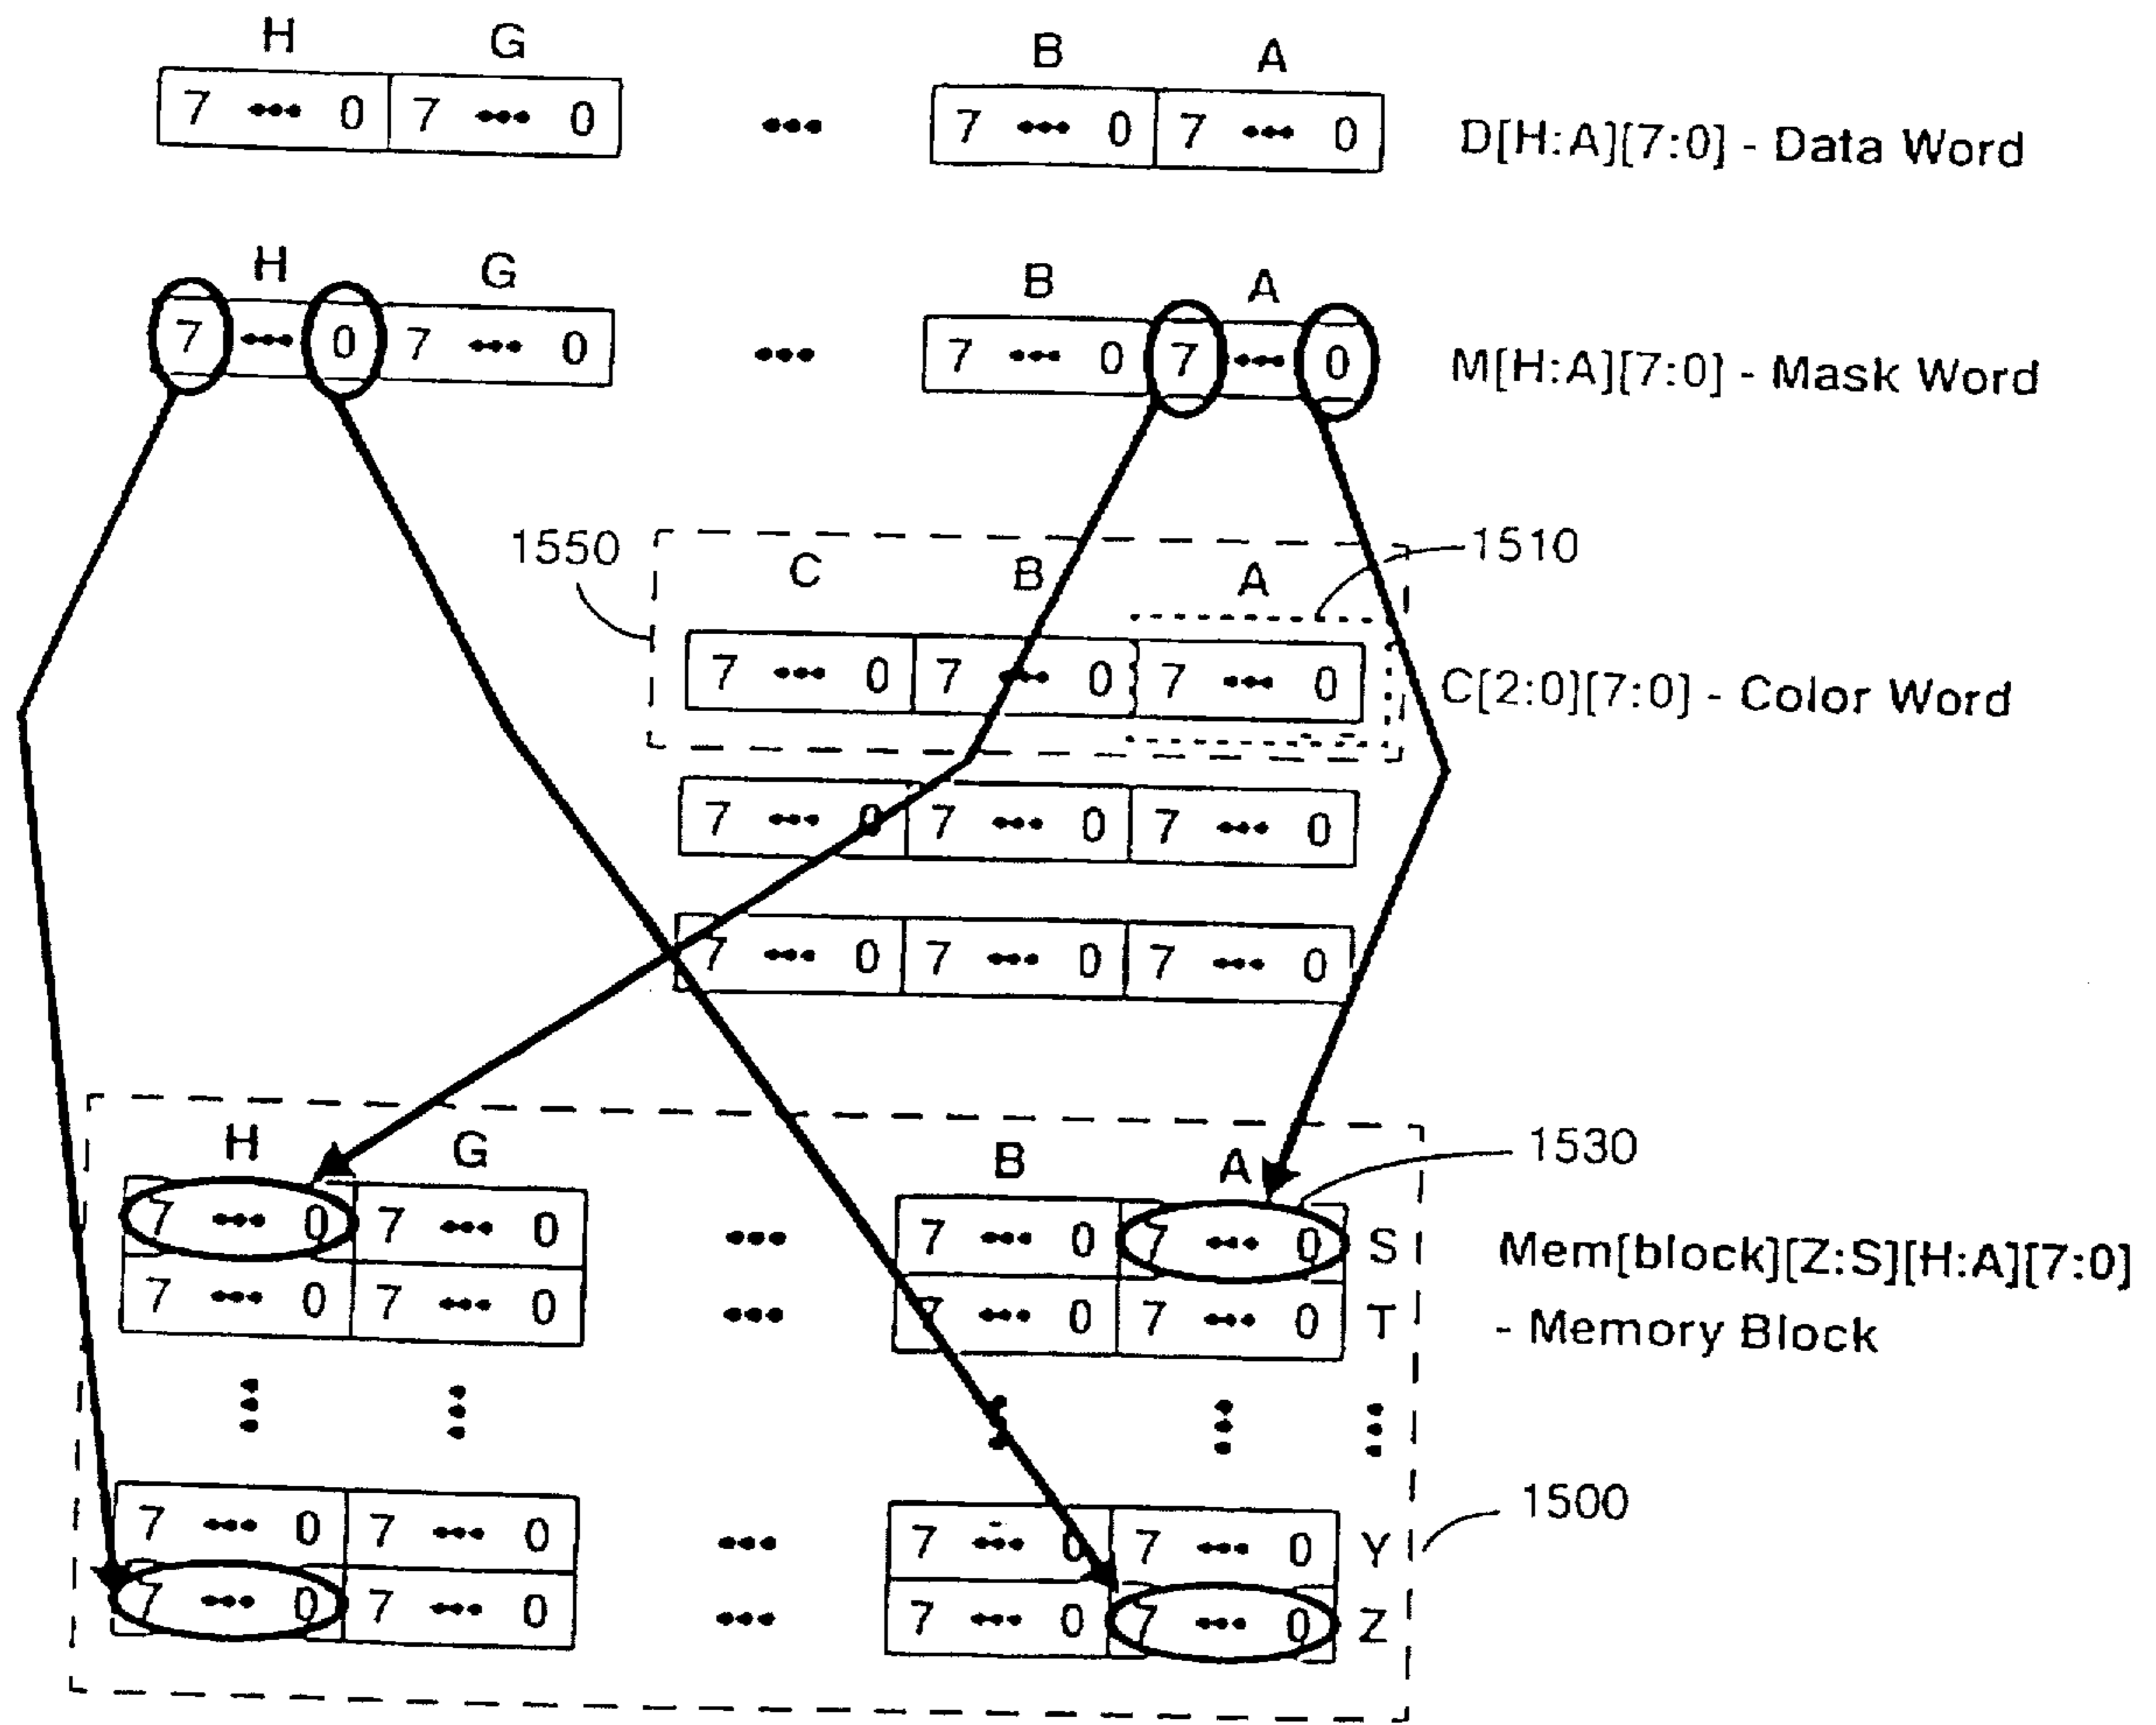 H G B A
7 ••• 0 7 ••• 0 ••• 7 ••• 0 7 ••• 0 D[H:A][7:0] - Data Word
H G B A
7 ••• 0 7 ••• 0 ••• 7 ••• 0 7 ••• 0 M[H:A][7:0] - Mask Word
1550 1510
C B A
7 ••• 0 7 ••• 0 7 ••• 0 C[2:0][7:0] - Color Word
7 ••• 0 7 ••• 0 7 ••• 0
7 ••• 0 7 ••• 0 7 ••• 0
1530
H G B A
7 ••• 0 7 ••• 0 ••• 7 ••• 0 7 ••• 0 S Mem[block][Z:S][H:A][7:0]
7 ••• 0 7 ••• 0 ••• 7 ••• 0 7 ••• 0 T - Memory Block
1500
7 ••• 0 7 ••• 0 ••• 7 ••• 0 7 ••• 0 Y
7 ••• 0 7 ••• 0 ••• 7 ••• 0 7 ••• 0 Z